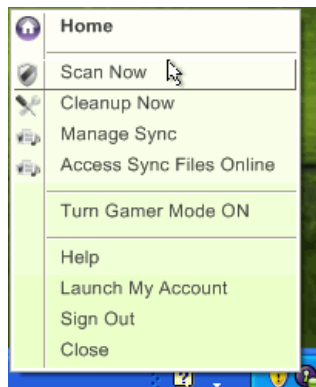 Home
Scan Now
Cleanup Now
Manage Sync
Access Sync Files Online
Turn Gamer Mode ON
Help
Launch My Account
Sign Out
Close